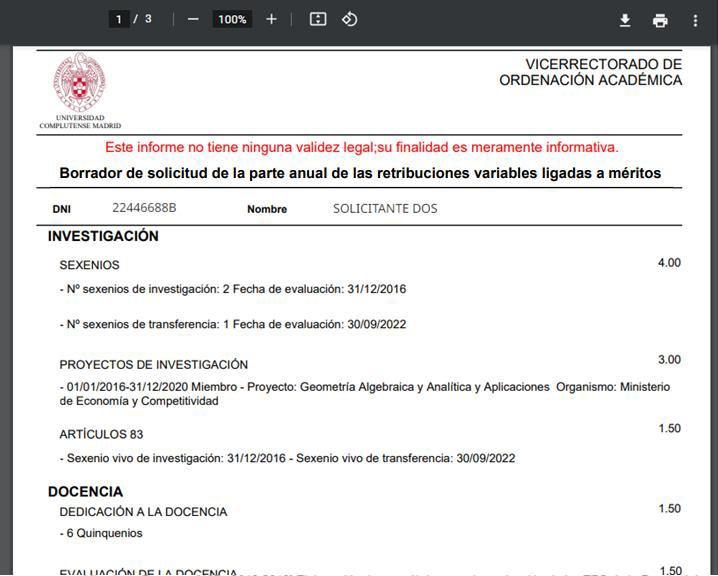 1 / 3 100%
VICERRECTORADO DE
ORDENACIÓN ACADÉMICA
UNIVERSIDAD
COMPLUTENSE MADRID
Este informe no tiene ninguna validez legal;su finalidad es meramente informativa.
Borrador de solicitud de la parte anual de las retribuciones variables ligadas a méritos
DNI 22446688B Nombre SOLICITANTE DOS
INVESTIGACIÓN
SEXENIOS 4.00
- Nº sexenios de investigación: 2 Fecha de evaluación: 31/12/2016
- Nº sexenios de transferencia: 1 Fecha de evaluación: 30/09/2022
PROYECTOS DE INVESTIGACIÓN 3.00
- 01/01/2016-31/12/2020 Miembro - Proyecto: Geometría Algebraica y Analítica y Aplicaciones Organismo: Ministerio
de Economía y Competitividad
ARTÍCULOS 83 1.50
- Sexenio vivo de investigación: 31/12/2016 - Sexenio vivo de transferencia: 30/09/2022
DOCENCIA
DEDICACIÓN A LA DOCENCIA 1.50
- 6 Quinquenios
EVALUACIÓN DE LA DOCENCIA 1.50